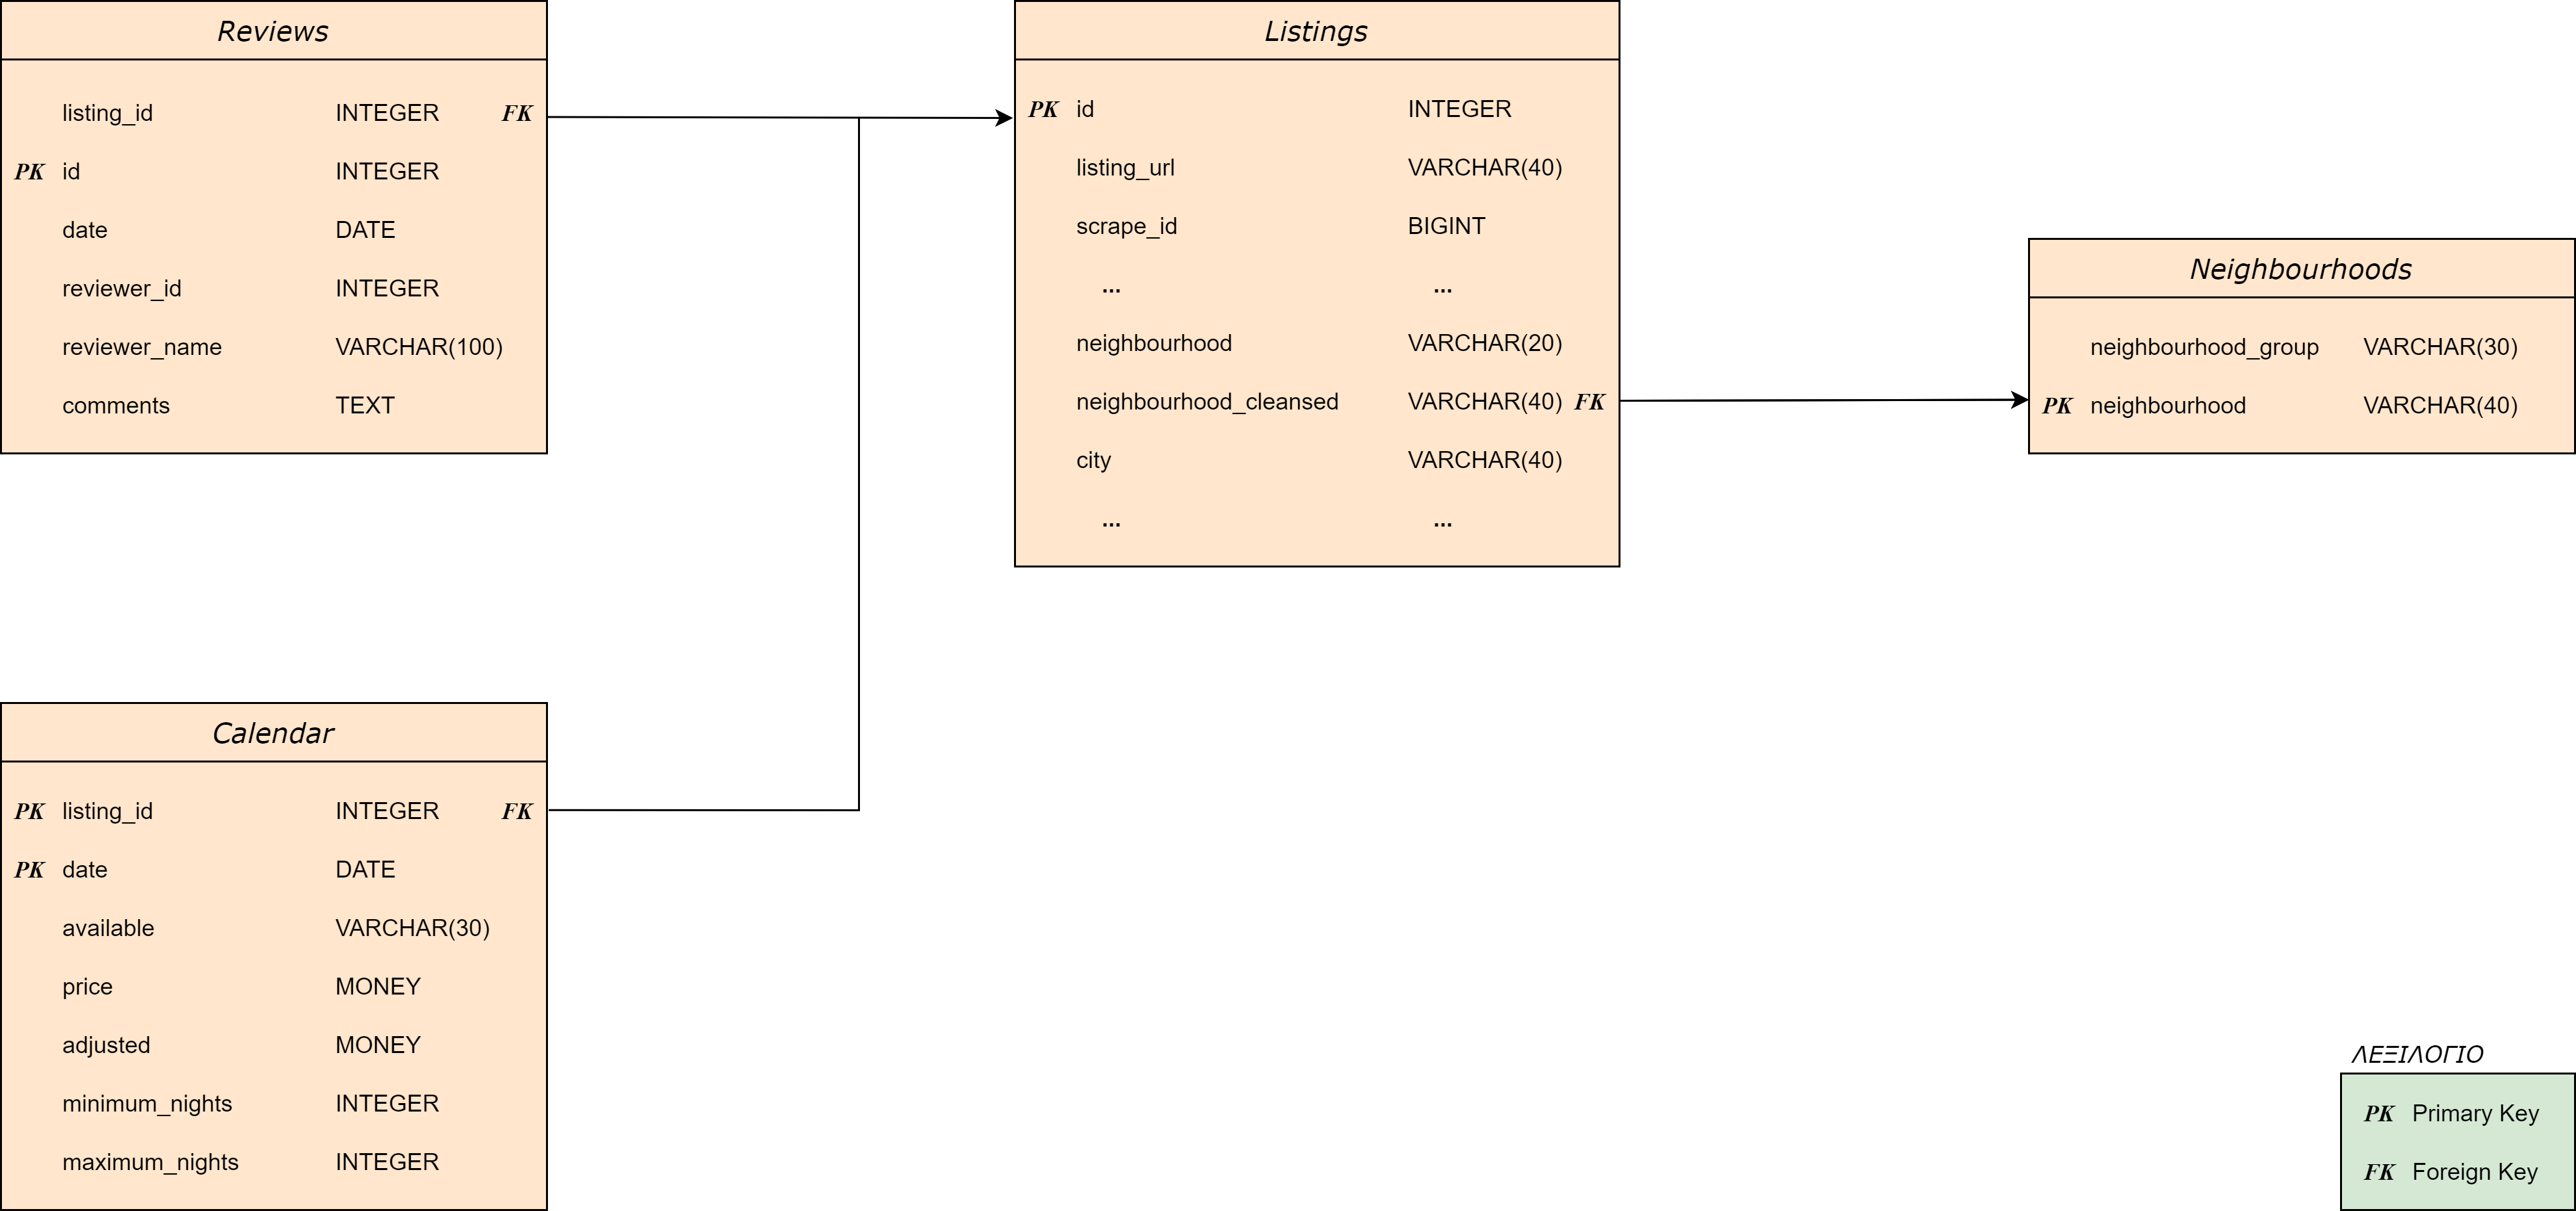 Reviews
listing_id INTEGER FK
PK id INTEGER
date DATE
reviewer_id INTEGER
reviewer_name VARCHAR(100)
comments TEXT
Listings
PK id INTEGER
listing_url VARCHAR(40)
scrape_id BIGINT
... ...
neighbourhood VARCHAR(20)
neighbourhood_cleansed VARCHAR(40) FK
city VARCHAR(40)
... ...
Neighbourhoods
neighbourhood_group VARCHAR(30)
PK neighbourhood VARCHAR(40)
Calendar
PK listing_id INTEGER FK
PK date DATE
available VARCHAR(30)
price MONEY
adjusted MONEY
minimum_nights INTEGER
maximum_nights INTEGER
ΛΕΞΙΛΟΓΙΟ
PK Primary Key
FK Foreign Key